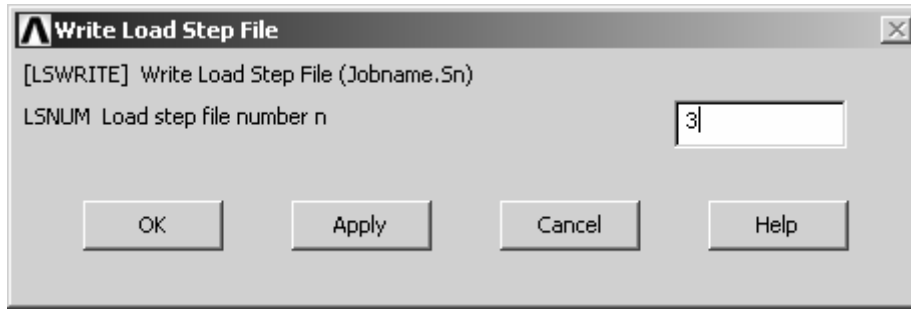 Write Load Step File
[LSWRITE] Write Load Step File (Jobname.Sn)
LSNUM Load step file number n 3
OK Apply Cancel Help